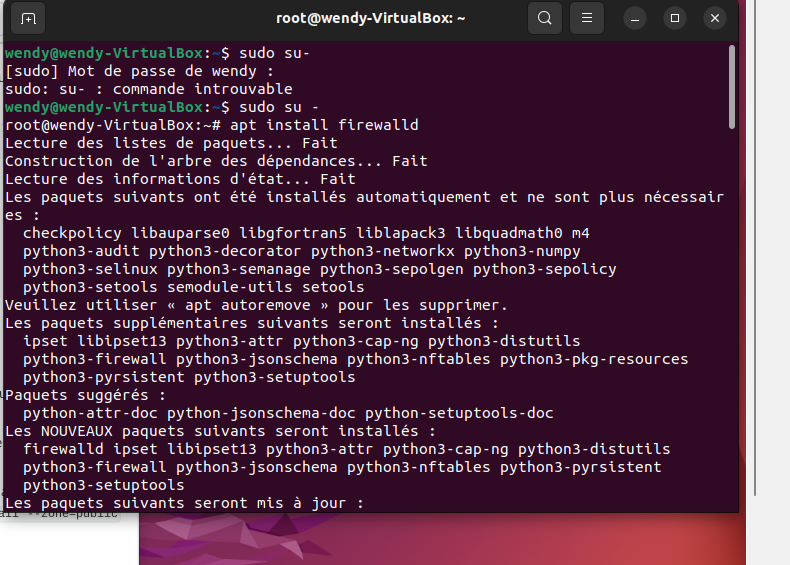 root@wendy-VirtualBox: ~
wendy@wendy-VirtualBox:~$ sudo su-
[sudo] Mot de passe de wendy :
sudo: su- : commande introuvable
wendy@wendy-VirtualBox:~$ sudo su -
root@wendy-VirtualBox:~# apt install firewalld
Lecture des listes de paquets... Fait
Construction de l'arbre des dépendances... Fait
Lecture des informations d'état... Fait
Les paquets suivants ont été installés automatiquement et ne sont plus nécessair
es :
checkpolicy libauparse0 libgfortran5 liblapack3 libquadmath0 m4
python3-audit python3-decorator python3-networkx python3-numpy
python3-selinux python3-semanage python3-sepolgen python3-sepolicy
python3-setools semodule-utils setools
Veuillez utiliser « apt autoremove » pour les supprimer.
Les paquets supplémentaires suivants seront installés :
ipset libipset13 python3-attr python3-cap-ng python3-distutils
python3-firewall python3-jsonschema python3-nftables python3-pkg-resources
python3-pyrsistent python3-setuptools
Paquets suggérés :
python-attr-doc python-jsonschema-doc python-setuptools-doc
Les NOUVEAUX paquets suivants seront installés :
firewalld ipset libipset13 python3-attr python3-cap-ng python3-distutils
python3-firewall python3-jsonschema python3-nftables python3-pyrsistent
python3-setuptools
Les paquets suivants seront mis à jour :
--zone=public